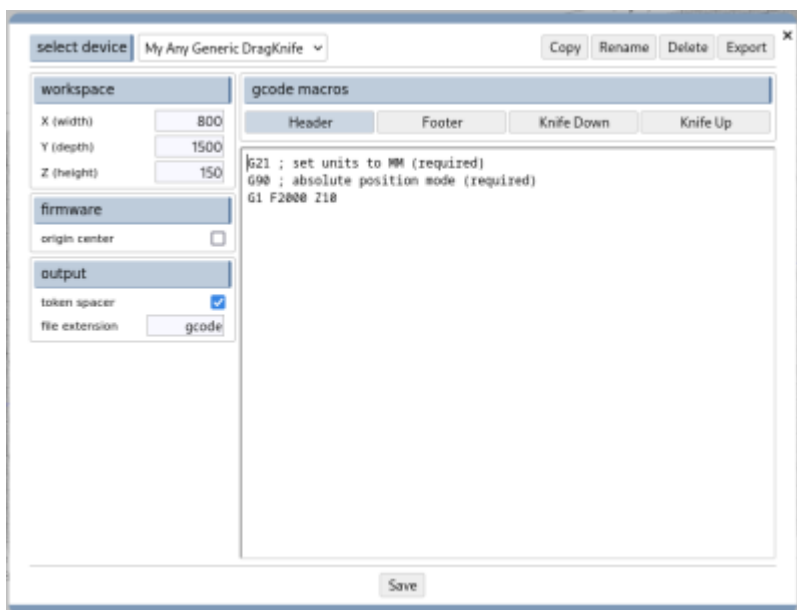 select device My Any Generic DragKnife Copy Rename Delete Export ×
workspace
X (width) 800
Y (depth) 1500
Z (height) 150
firmware
origin center
output
token spacer
file extension gcode
gcode macros
Header Footer Knife Down Knife Up
G21 ; set units to MM (required)
G90 ; absolute position mode (required)
G1 F2000 Z10
Save